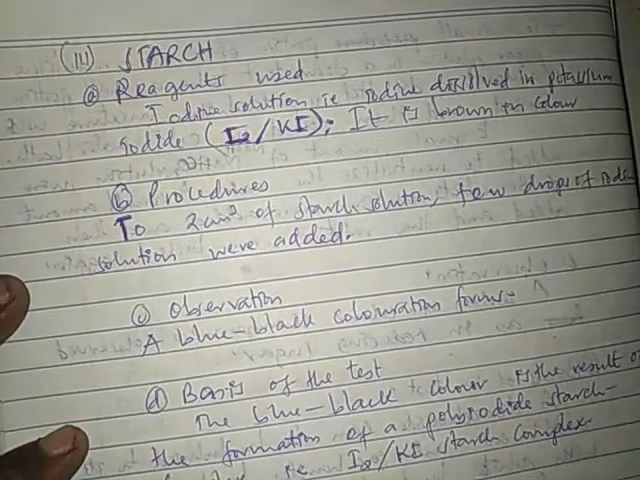 (iii) STARCH
(a) Reagents used
Iodine solution ie iodine dissolved in potassium
iodide (I2/KI); It is brown in colour
(b) Procedures
To 2cm³ of starch solution, few drops of iodine
solution were added.
(c) Observation
A blue-black colouration forms.
(d) Basis of the test
The blue-black colour is the result of
the formation of a polyiodide starch-
ie I2/KI starch complex